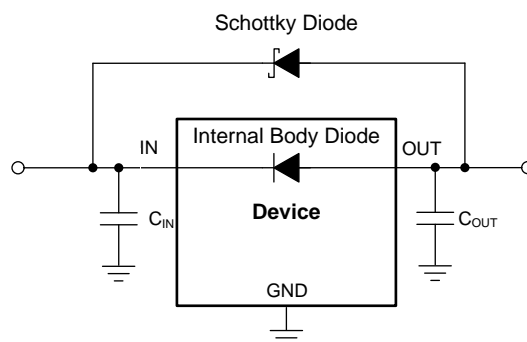 Schottky Diode
IN
Internal Body Diode
OUT
C_IN
Device
C_OUT
GND